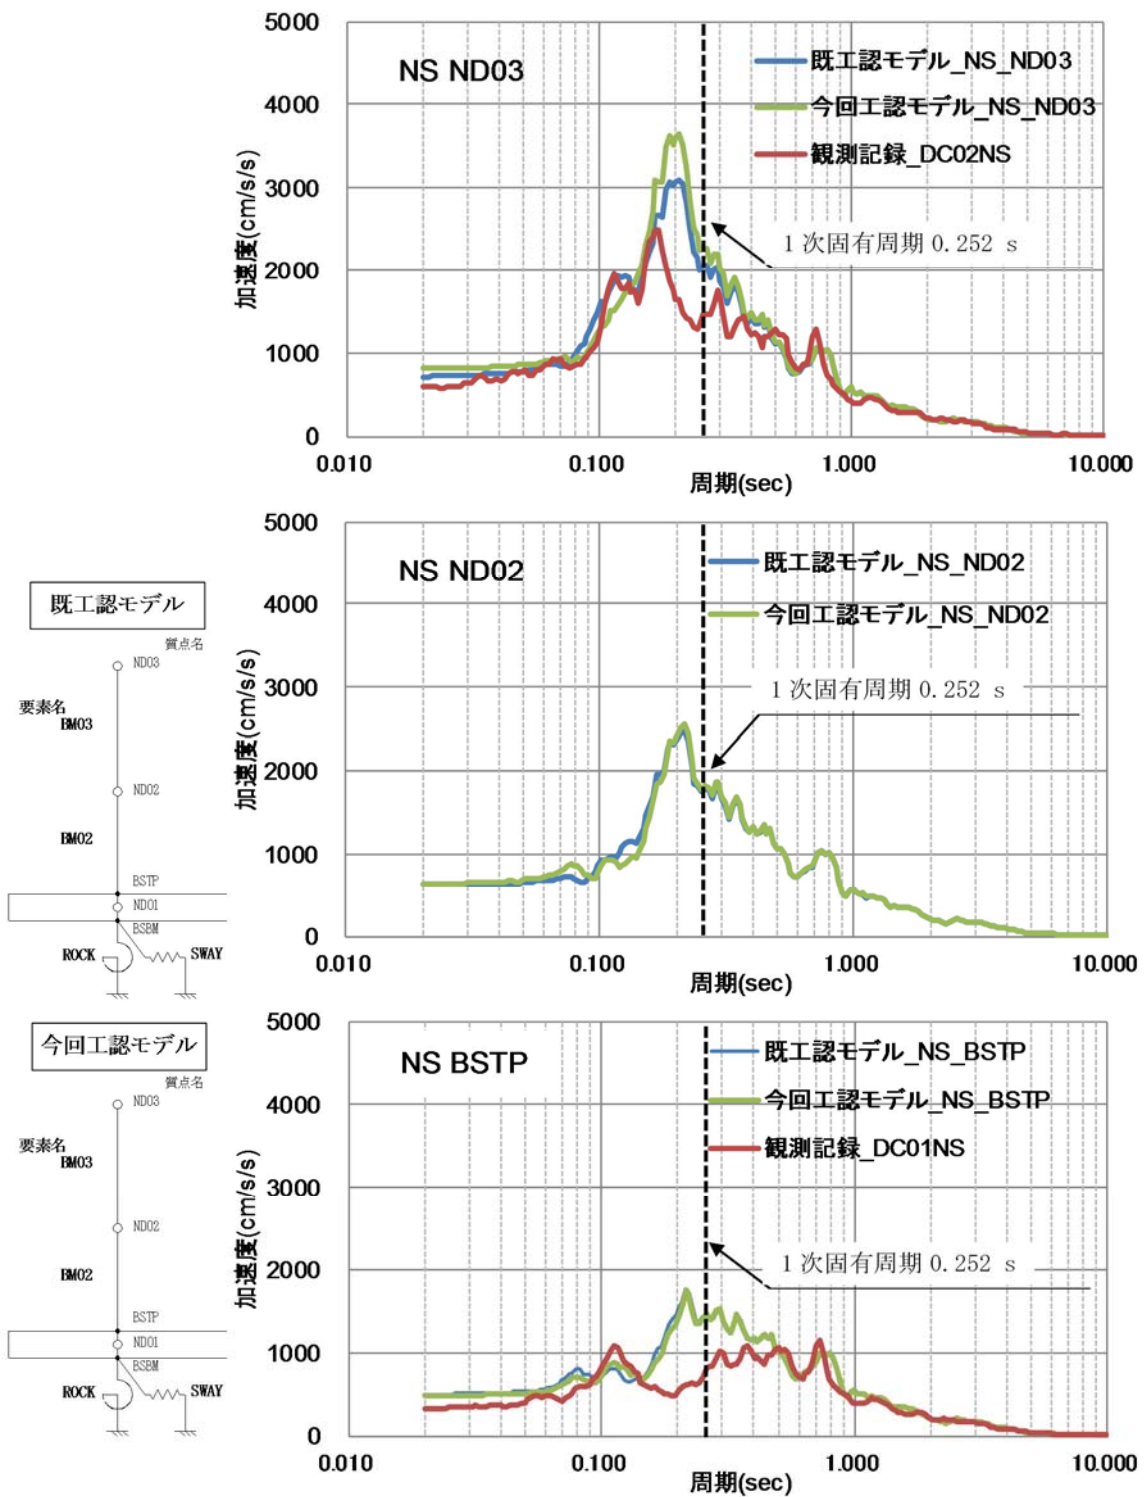 5000
4000
3000
2000
1000
0
加速度(cm/s/s)
NS ND03
既工認モデル_NS_ND03
今回工認モデル_NS_ND03
観測記録_DC02NS
1次固有周期 0.252 s
0.010
0.100
1.000
10.000
周期(sec)
5000
4000
3000
2000
1000
0
加速度(cm/s/s)
NS ND02
既工認モデル_NS_ND02
今回工認モデル_NS_ND02
1次固有周期 0.252 s
0.010
0.100
1.000
10.000
周期(sec)
既工認モデル
質点名
ND03
要素名
BM03
ND02
BM02
BSTP
ND01
BSBM
ROCK
SWAY
今回工認モデル
質点名
ND03
要素名
BM03
ND02
BM02
BSTP
ND01
BSBM
ROCK
SWAY
5000
4000
3000
2000
1000
0
加速度(cm/s/s)
NS BSTP
既工認モデル_NS_BSTP
今回工認モデル_NS_BSTP
観測記録_DC01NS
1次固有周期 0.252 s
0.010
0.100
1.000
10.000
周期(sec)